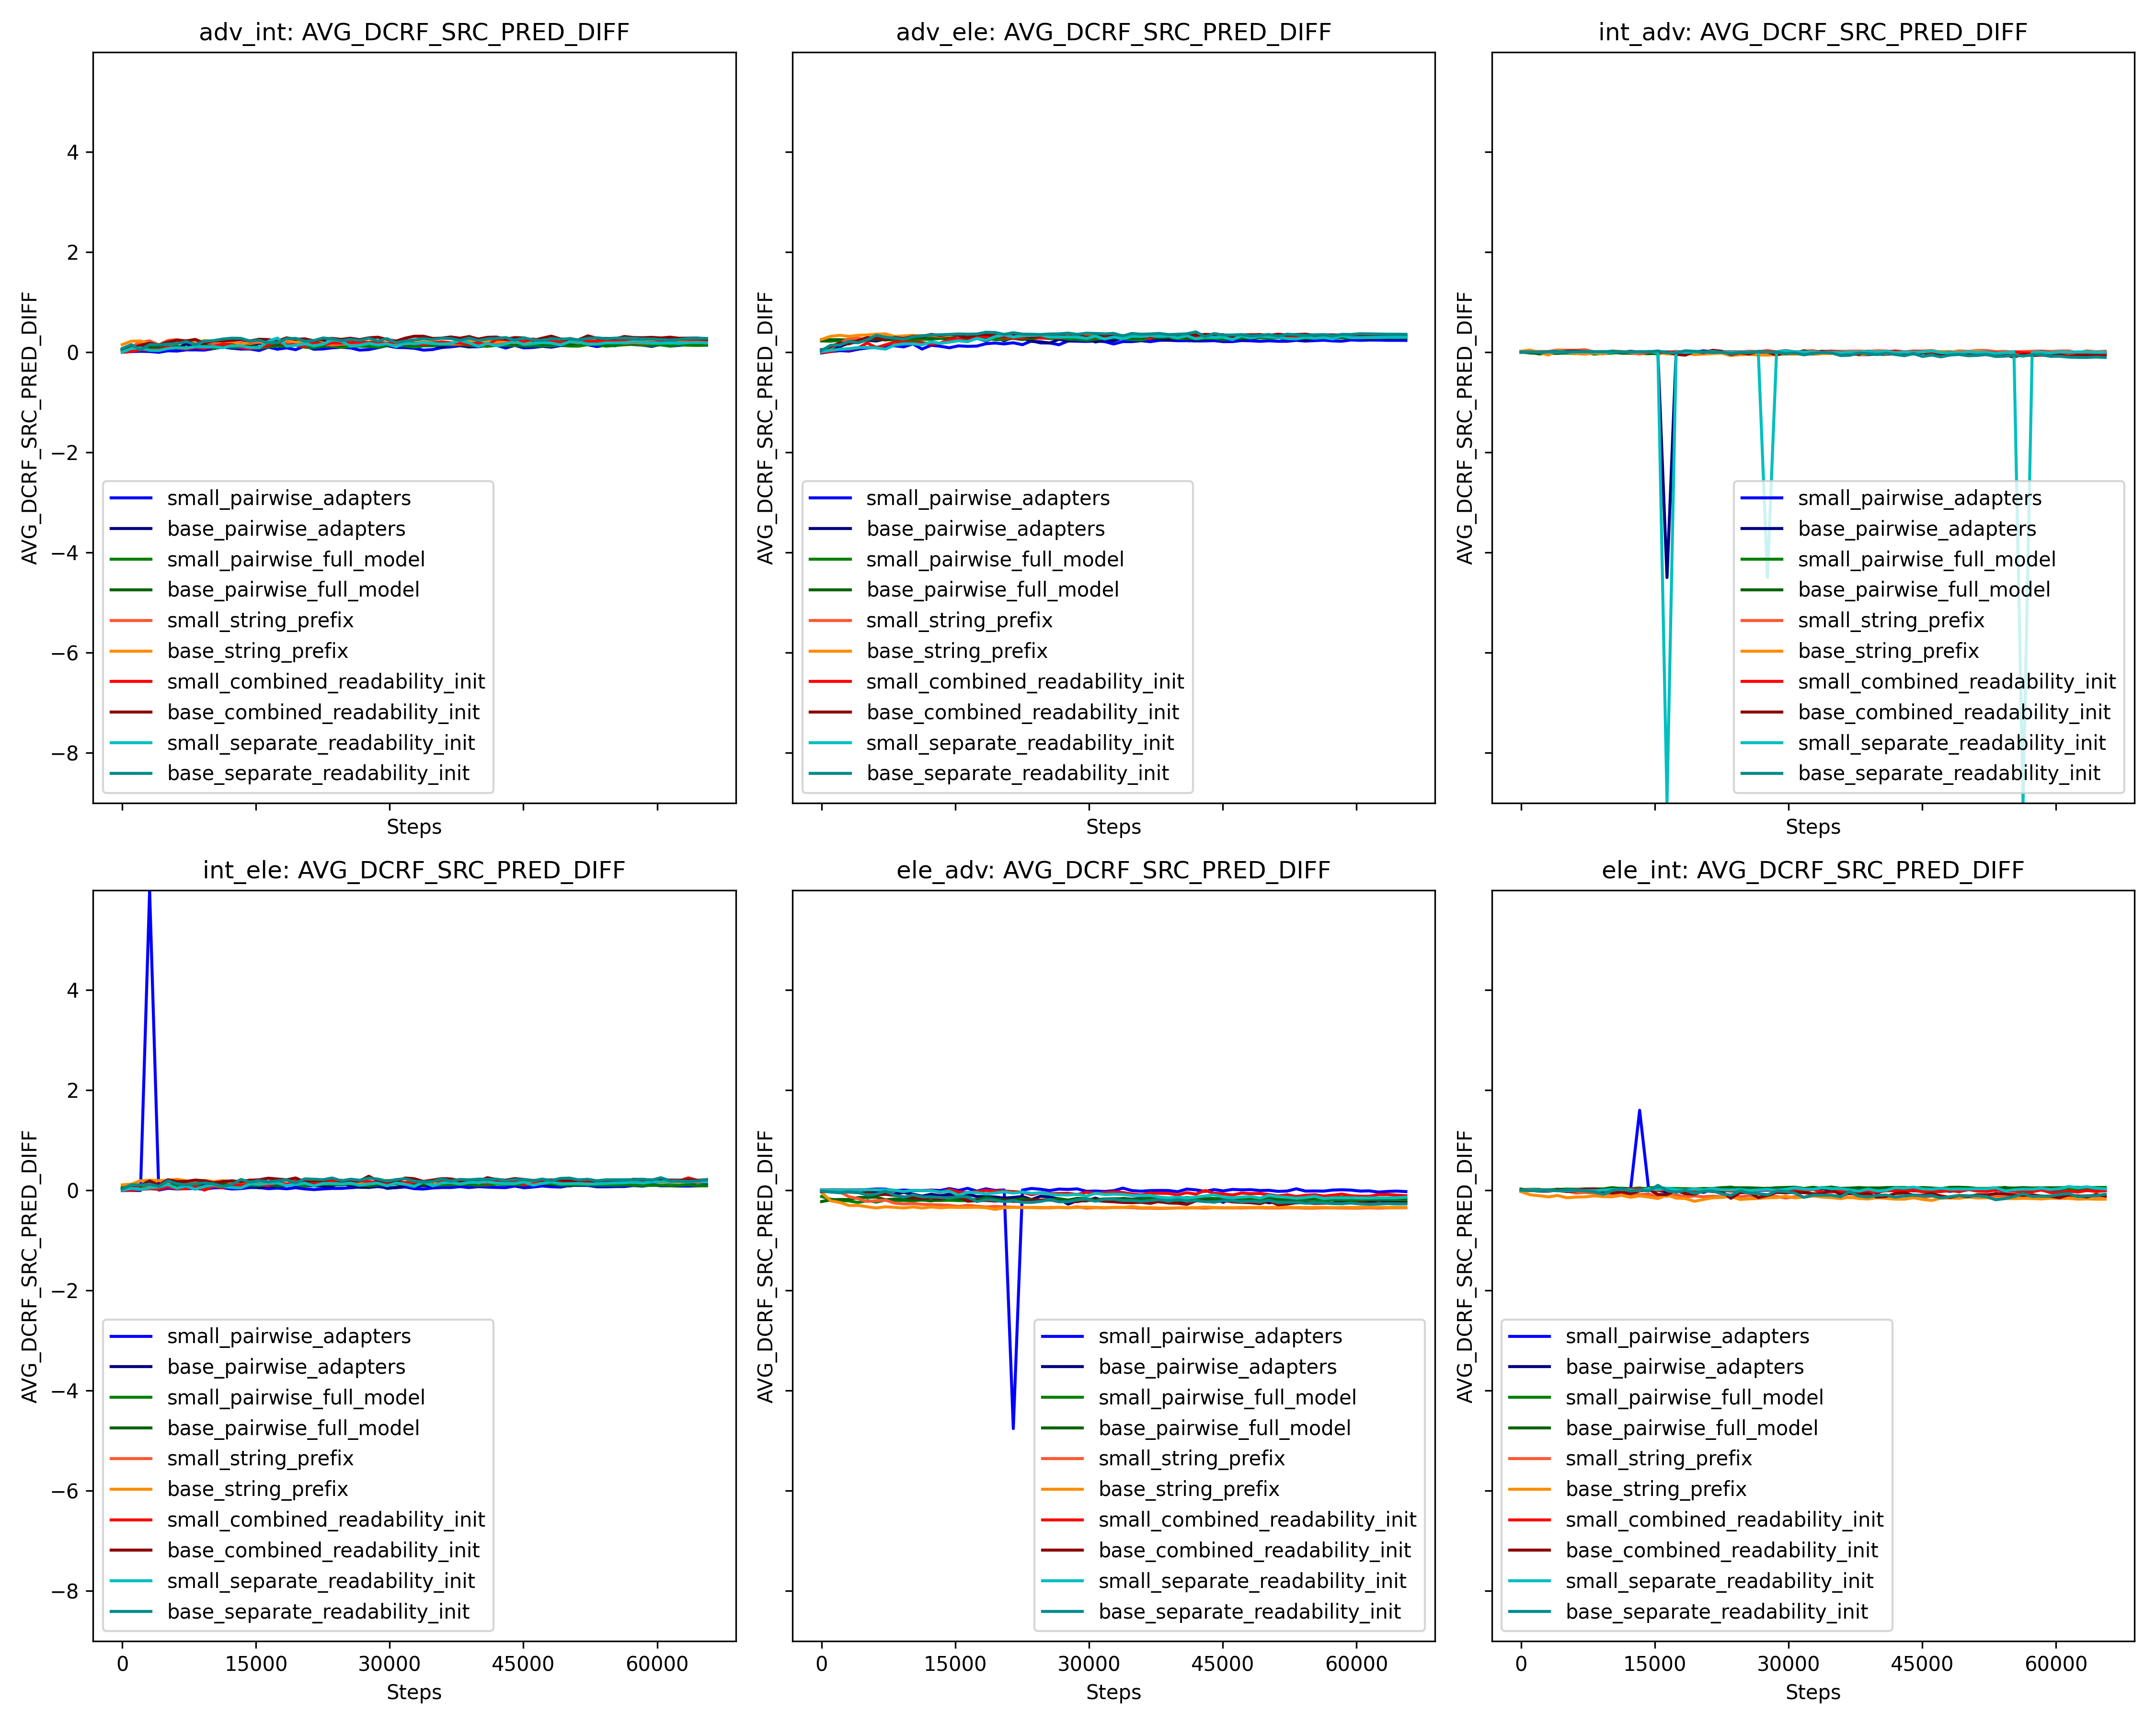 adv_int: AVG_DCRF_SRC_PRED_DIFF
AVG_DCRF_SRC_PRED_DIFF
4
2
0
−2
−4
−6
−8
small_pairwise_adapters
base_pairwise_adapters
small_pairwise_full_model
base_pairwise_full_model
small_string_prefix
base_string_prefix
small_combined_readability_init
base_combined_readability_init
small_separate_readability_init
base_separate_readability_init
Steps
adv_ele: AVG_DCRF_SRC_PRED_DIFF
AVG_DCRF_SRC_PRED_DIFF
small_pairwise_adapters
base_pairwise_adapters
small_pairwise_full_model
base_pairwise_full_model
small_string_prefix
base_string_prefix
small_combined_readability_init
base_combined_readability_init
small_separate_readability_init
base_separate_readability_init
Steps
int_adv: AVG_DCRF_SRC_PRED_DIFF
AVG_DCRF_SRC_PRED_DIFF
small_pairwise_adapters
base_pairwise_adapters
small_pairwise_full_model
base_pairwise_full_model
small_string_prefix
base_string_prefix
small_combined_readability_init
base_combined_readability_init
small_separate_readability_init
base_separate_readability_init
Steps
int_ele: AVG_DCRF_SRC_PRED_DIFF
AVG_DCRF_SRC_PRED_DIFF
4
2
0
−2
−4
−6
−8
small_pairwise_adapters
base_pairwise_adapters
small_pairwise_full_model
base_pairwise_full_model
small_string_prefix
base_string_prefix
small_combined_readability_init
base_combined_readability_init
small_separate_readability_init
base_separate_readability_init
0 15000 30000 45000 60000
Steps
ele_adv: AVG_DCRF_SRC_PRED_DIFF
AVG_DCRF_SRC_PRED_DIFF
small_pairwise_adapters
base_pairwise_adapters
small_pairwise_full_model
base_pairwise_full_model
small_string_prefix
base_string_prefix
small_combined_readability_init
base_combined_readability_init
small_separate_readability_init
base_separate_readability_init
0 15000 30000 45000 60000
Steps
ele_int: AVG_DCRF_SRC_PRED_DIFF
AVG_DCRF_SRC_PRED_DIFF
small_pairwise_adapters
base_pairwise_adapters
small_pairwise_full_model
base_pairwise_full_model
small_string_prefix
base_string_prefix
small_combined_readability_init
base_combined_readability_init
small_separate_readability_init
base_separate_readability_init
0 15000 30000 45000 60000
Steps